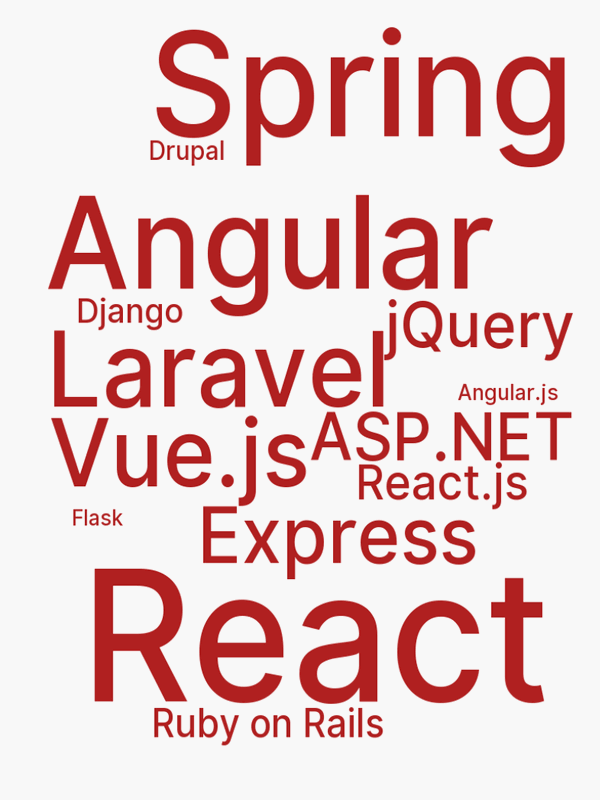 Spring
Drupal
Angular
Django
jQuery
Laravel
Angular.js
Vue.js
ASP.NET
React.js
Flask
Express
React
Ruby on Rails